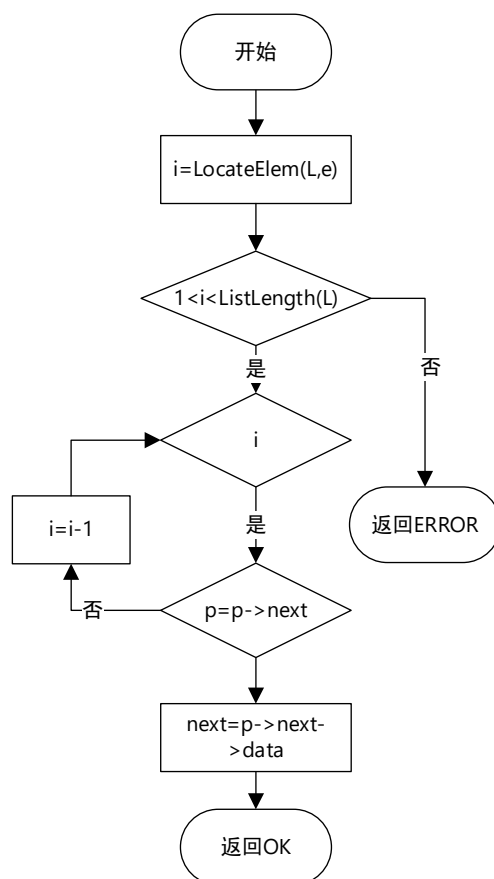 开始
i=LocateElem(L,e)
1<i<ListLength(L)
是
否
i
i=i-1
返回ERROR
是
否
p=p->next
next=p->next-
>data
返回OK